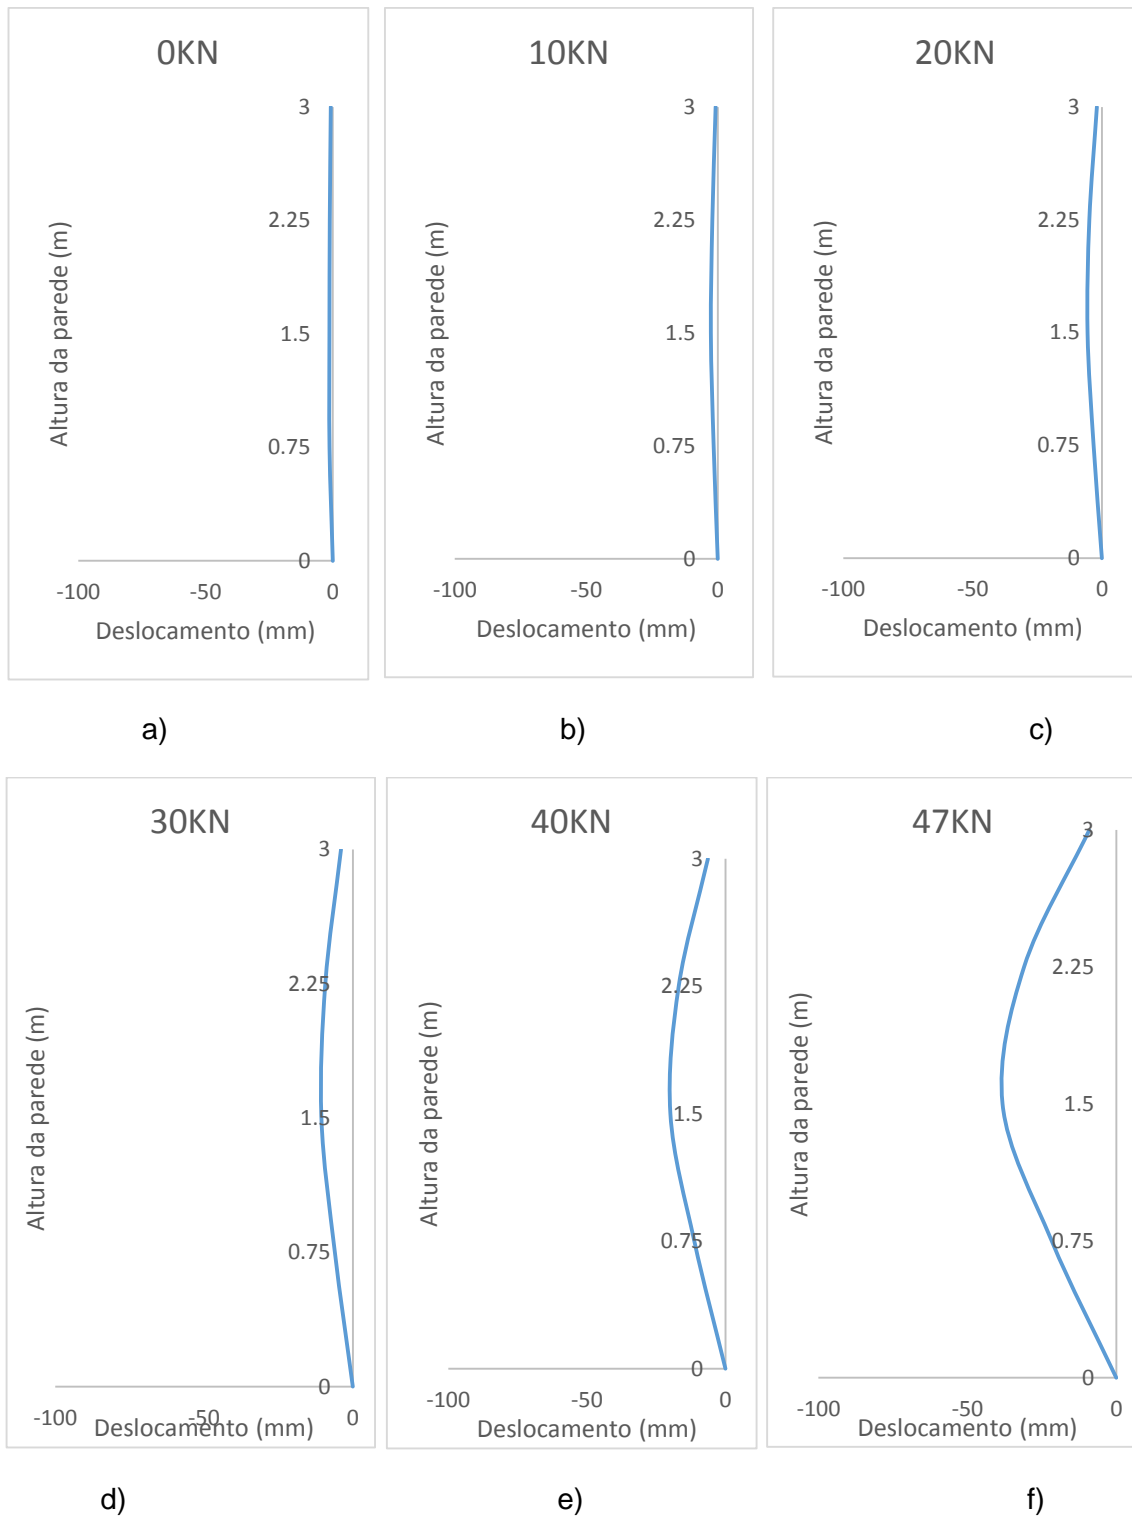 0KN
3
2.25
1.5
0.75
0
-100 -50 0
Altura da parede (m)
Deslocamento (mm)
a)
10KN
3
2.25
1.5
0.75
0
-100 -50 0
Altura da parede (m)
Deslocamento (mm)
b)
20KN
3
2.25
1.5
0.75
0
-100 -50 0
Altura da parede (m)
Deslocamento (mm)
c)
30KN
3
2.25
1.5
0.75
0
-100 -50 0
Altura da parede (m)
Deslocamento (mm)
d)
40KN
3
2.25
1.5
0.75
0
-100 -50 0
Altura da parede (m)
Deslocamento (mm)
e)
47KN
3
2.25
1.5
0.75
0
-100 -50 0
Altura da parede (m)
Deslocamento (mm)
f)